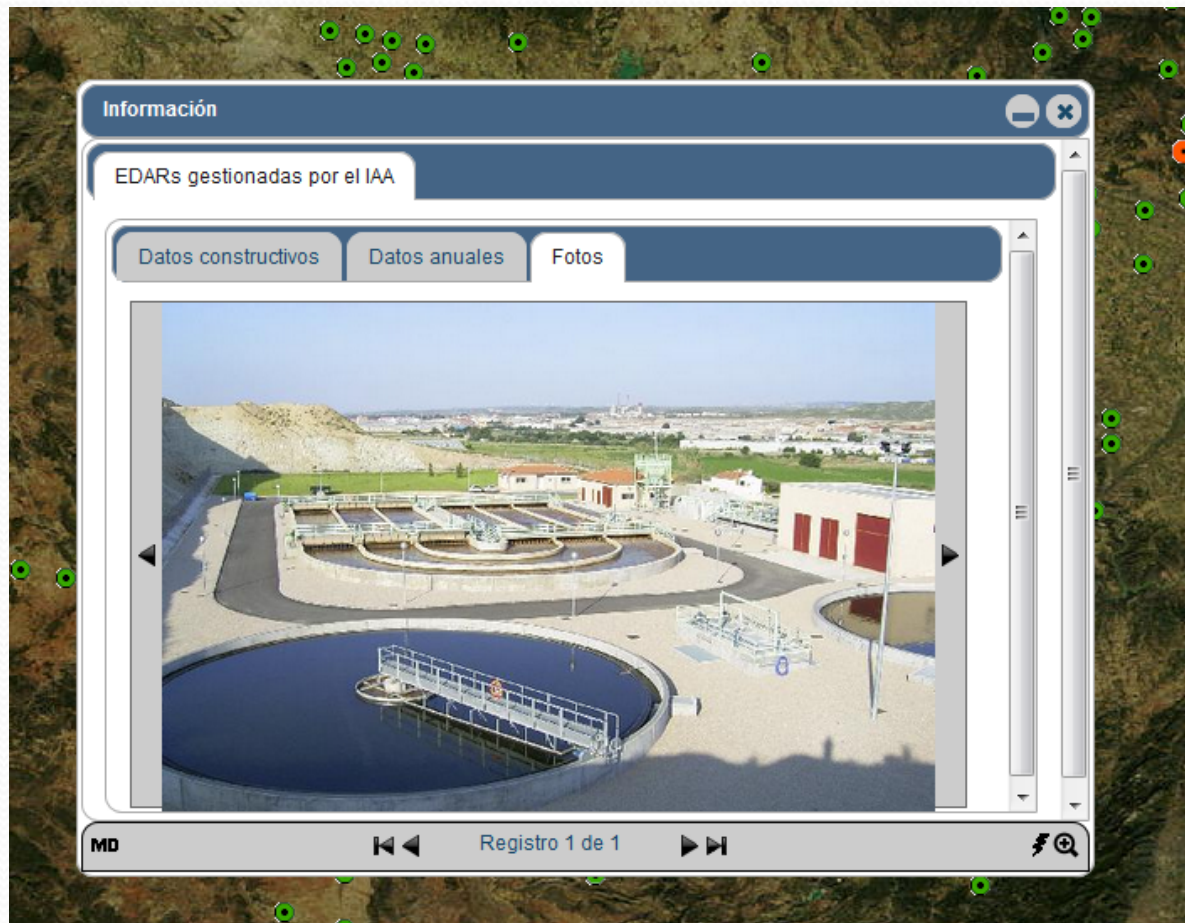 Información
EDARs gestionadas por el IAA
Datos constructivos Datos anuales Fotos
MD Registro 1 de 1